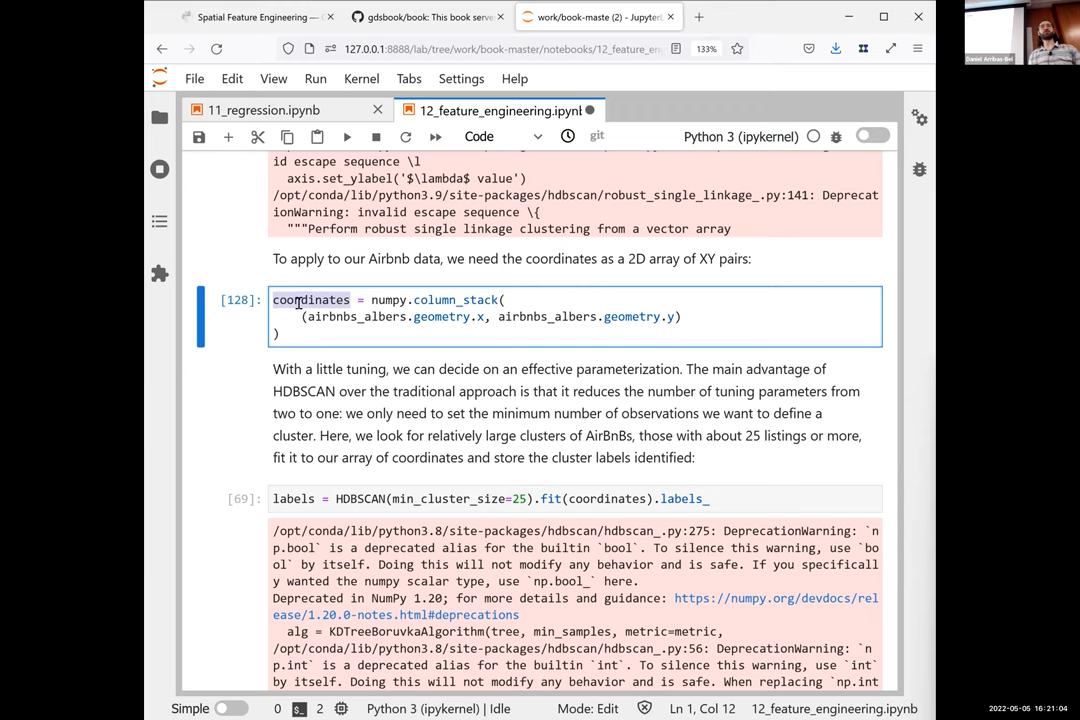 Spatial Feature Engineering —
gdsbook/book: This book serve
work/book-maste (2) - JupyterL
127.0.0.1:8888/lab/tree/work/book-master/notebooks/12_feature_en
133%
Daniel Arribas-Bel
File Edit View Run Kernel Tabs Settings Help
11_regression.ipynb
12_feature_engineering.ipynb
Code
git
Python 3 (ipykernel)
id escape sequence \l
axis.set_ylabel('$\lambda$ value')
/opt/conda/lib/python3.9/site-packages/hdbscan/robust_single_linkage_.py:141: Deprecat
ionWarning: invalid escape sequence \{
"""Perform robust single linkage clustering from a vector array
To apply to our Airbnb data, we need the coordinates as a 2D array of XY pairs:
[128]: coordinates = numpy.column_stack(
(airbnbs_albers.geometry.x, airbnbs_albers.geometry.y)
)
With a little tuning, we can decide on an effective parameterization. The main advantage of
HDBSCAN over the traditional approach is that it reduces the number of tuning parameters from
two to one: we only need to set the minimum number of observations we want to define a
cluster. Here, we look for relatively large clusters of AirBnBs, those with about 25 listings or more,
fit it to our array of coordinates and store the cluster labels identified:
[69]: labels = HDBSCAN(min_cluster_size=25).fit(coordinates).labels_
/opt/conda/lib/python3.8/site-packages/hdbscan/hdbscan_.py:275: DeprecationWarning: `n
p.bool` is a deprecated alias for the builtin `bool`. To silence this warning, use `bo
ol` by itself. Doing this will not modify any behavior and is safe. If you specificall
y wanted the numpy scalar type, use `np.bool_` here.
Deprecated in NumPy 1.20; for more details and guidance: https://numpy.org/devdocs/rel
ease/1.20.0-notes.html#deprecations
alg = KDTreeBoruvkaAlgorithm(tree, min_samples, metric=metric,
/opt/conda/lib/python3.8/site-packages/hdbscan/hdbscan_.py:56: DeprecationWarning: `n
p.int` is a deprecated alias for the builtin `int`. To silence this warning, use `int`
by itself. Doing this will not modify any behavior and is safe. When replacing `np.int
Simple 0 2 Python 3 (ipykernel) | Idle Mode: Edit Ln 1, Col 12 12_feature_engineering.ipynb
2022-05-05 16:21:04